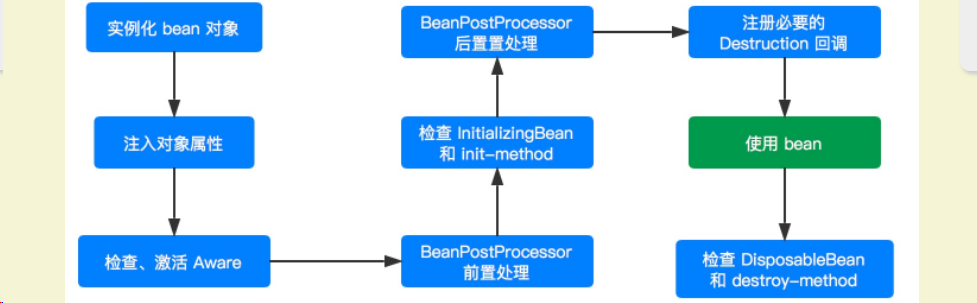 实例化 bean 对象
注入对象属性
检查、激活 Aware
BeanPostProcessor
前置处理
检查 InitializingBean
和 init-method
BeanPostProcessor
后置置处理
注册必要的
Destruction 回调
使用 bean
检查 DisposableBean
和 destroy-method